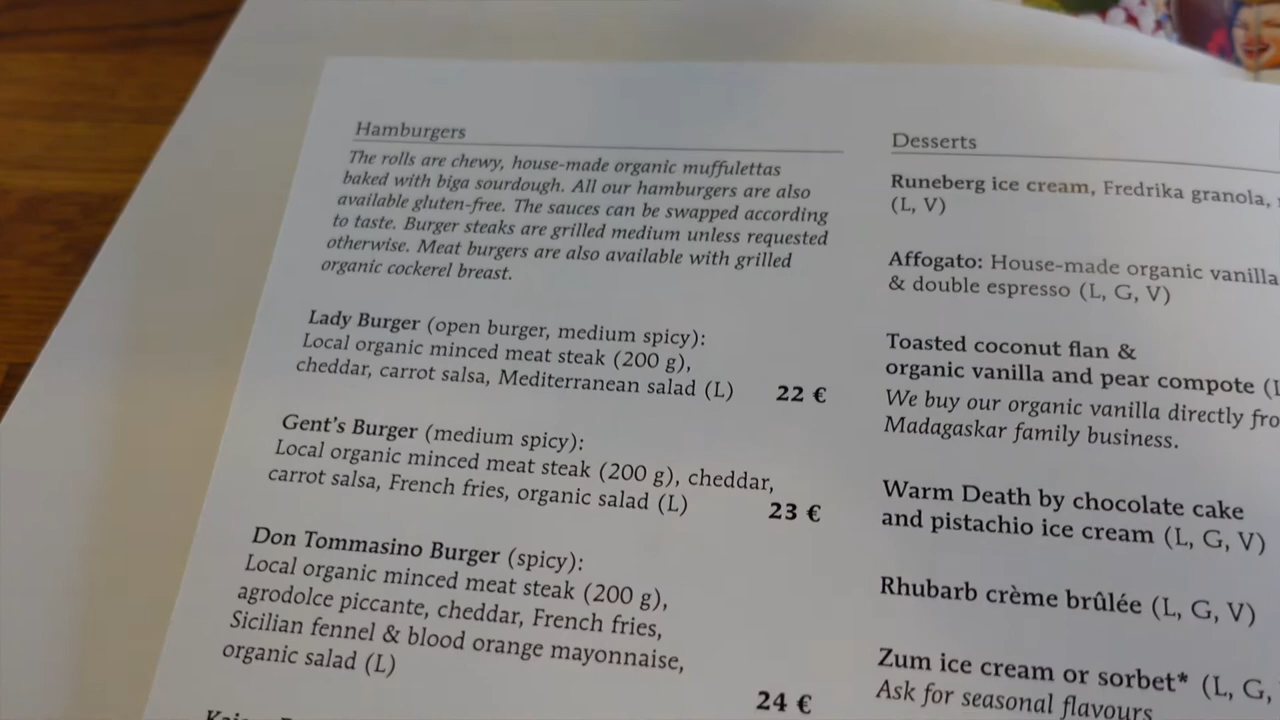 Hamburgers
The rolls are chewy, house-made organic muffulettas
baked with biga sourdough. All our hamburgers are also
available gluten-free. The sauces can be swapped according
to taste. Burger steaks are grilled medium unless requested
otherwise. Meat burgers are also available with grilled
organic cockerel breast.
Lady Burger (open burger, medium spicy):
Local organic minced meat steak (200 g),
cheddar, carrot salsa, Mediterranean salad (L) 22 €
Gent's Burger (medium spicy):
Local organic minced meat steak (200 g), cheddar,
carrot salsa, French fries, organic salad (L) 23 €
Don Tommasino Burger (spicy):
Local organic minced meat steak (200 g),
agrodolce piccante, cheddar, French fries,
Sicilian fennel & blood orange mayonnaise,
organic salad (L)
24 €
Desserts
Runeberg ice cream, Fredrika granola,
(L, V)
Affogato: House-made organic vanilla
& double espresso (L, G, V)
Toasted coconut flan &
organic vanilla and pear compote (L
We buy our organic vanilla directly fro
Madagaskar family business.
Warm Death by chocolate cake
and pistachio ice cream (L, G, V)
Rhubarb crème brûlée (L, G, V)
Zum ice cream or sorbet* (L, G,
Ask for seasonal flavours